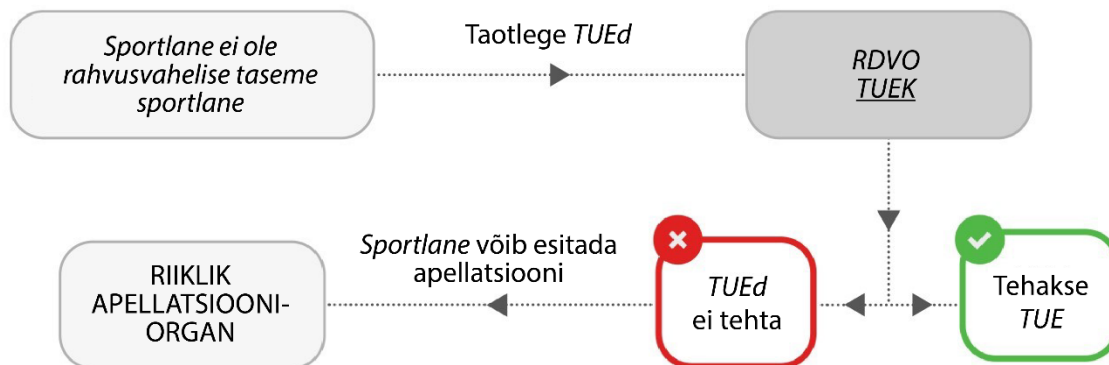 Sportlane ei ole
rahvusvahelise taseme
sportlane
Taotlege TUEd
RDVO
TUEK
RIIKLIK
APELLATSIOONI-
ORGAN
Sportlane võib esitada
apellatsiooni
TUEd
ei tehta
Tehakse
TUE